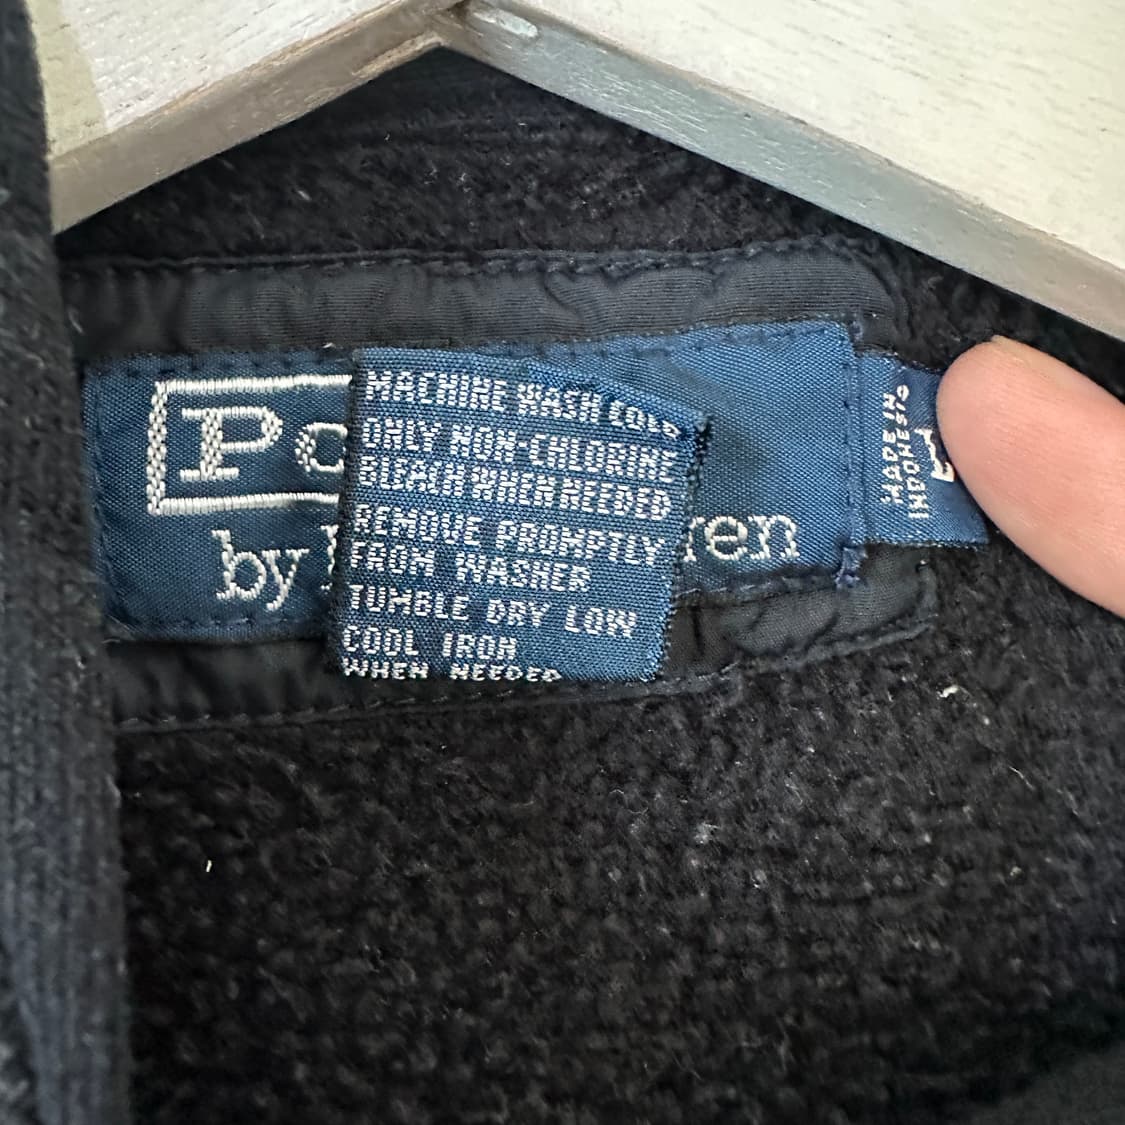 Po
by
ren
MACHINE WASH COLD
ONLY NON-CHLORINE
BLEACH WHEN NEEDED
REMOVE PROMPTLY
FROM WASHER
TUMBLE DRY LOW
COOL IRON
WHEN NEEDED
MADE IN
INDONESIA